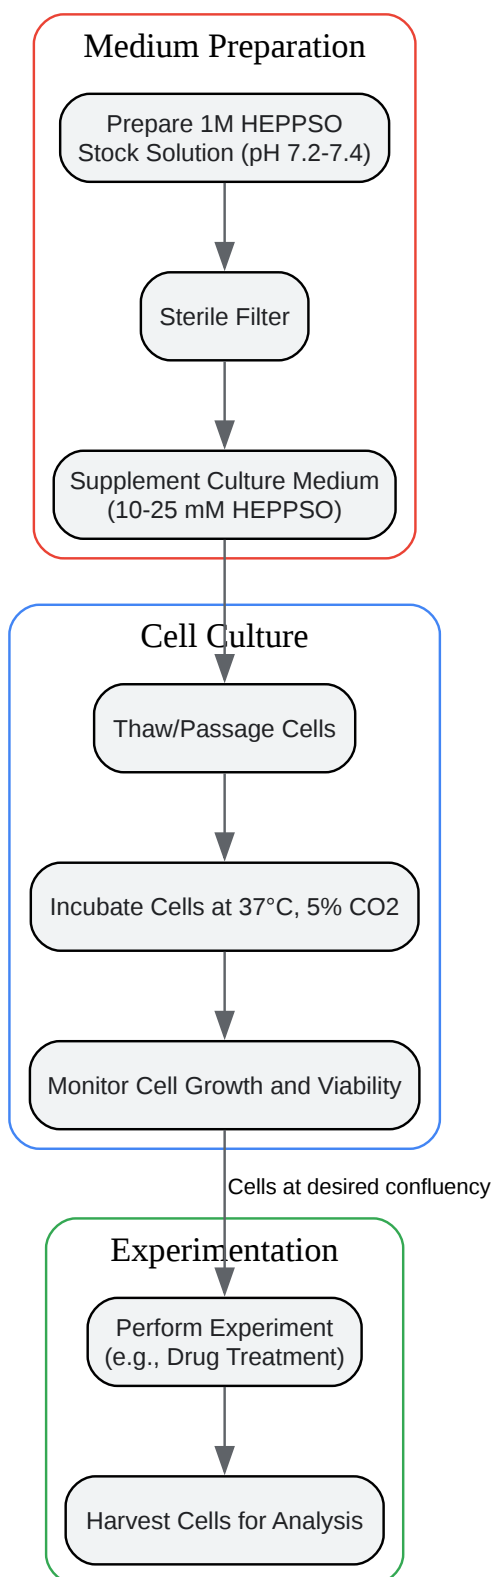 Medium Preparation
Prepare 1M HEPPSO
Stock Solution (pH 7.2-7.4)
Sterile Filter
Supplement Culture Medium
(10-25 mM HEPPSO)
Cell Culture
Thaw/Passage Cells
Incubate Cells at 37°C, 5% CO2
Monitor Cell Growth and Viability
Cells at desired confluency
Experimentation
Perform Experiment
(e.g., Drug Treatment)
Harvest Cells for Analysis